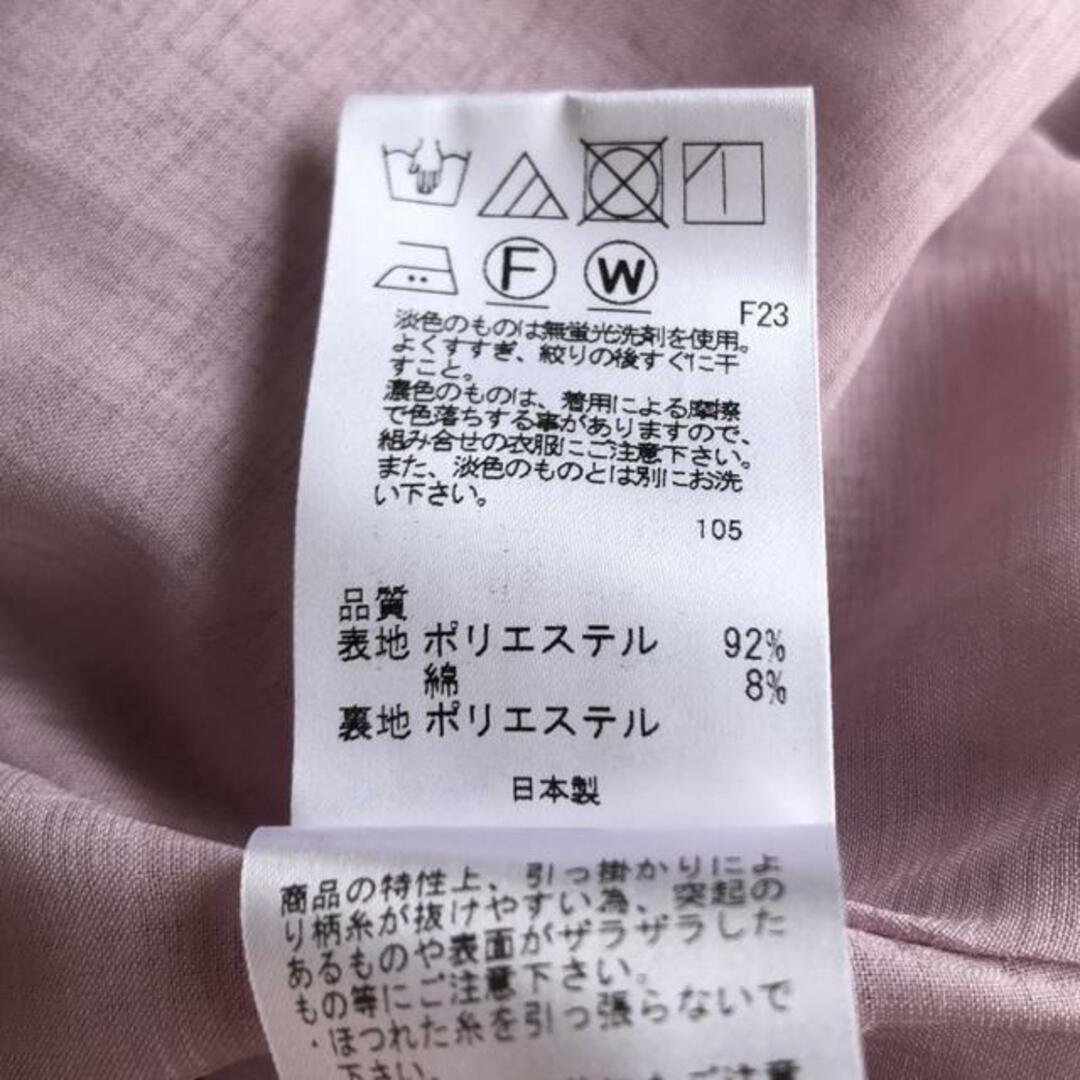 F
W
F23
淡色のものは無蛍光洗剤を使用。
よくすすぎ、絞りの後すぐに干
すこと。
濃色のものは、着用による摩擦
で色落ちする事がありますので、
組み合せの衣服にご注意下さい。
また、淡色のものとは別にお洗
い下さい。
105
品質
表地 ポリエステル 92%
綿 8%
裏地 ポリエステル
日本製
商品の特性上、引っ掛かりによ
り柄糸が抜けやすい為、突起の
あるものや表面がザラザラした
もの等にご注意下さい。
・ほつれた糸を引っ張らないで
下さい。
ご注意